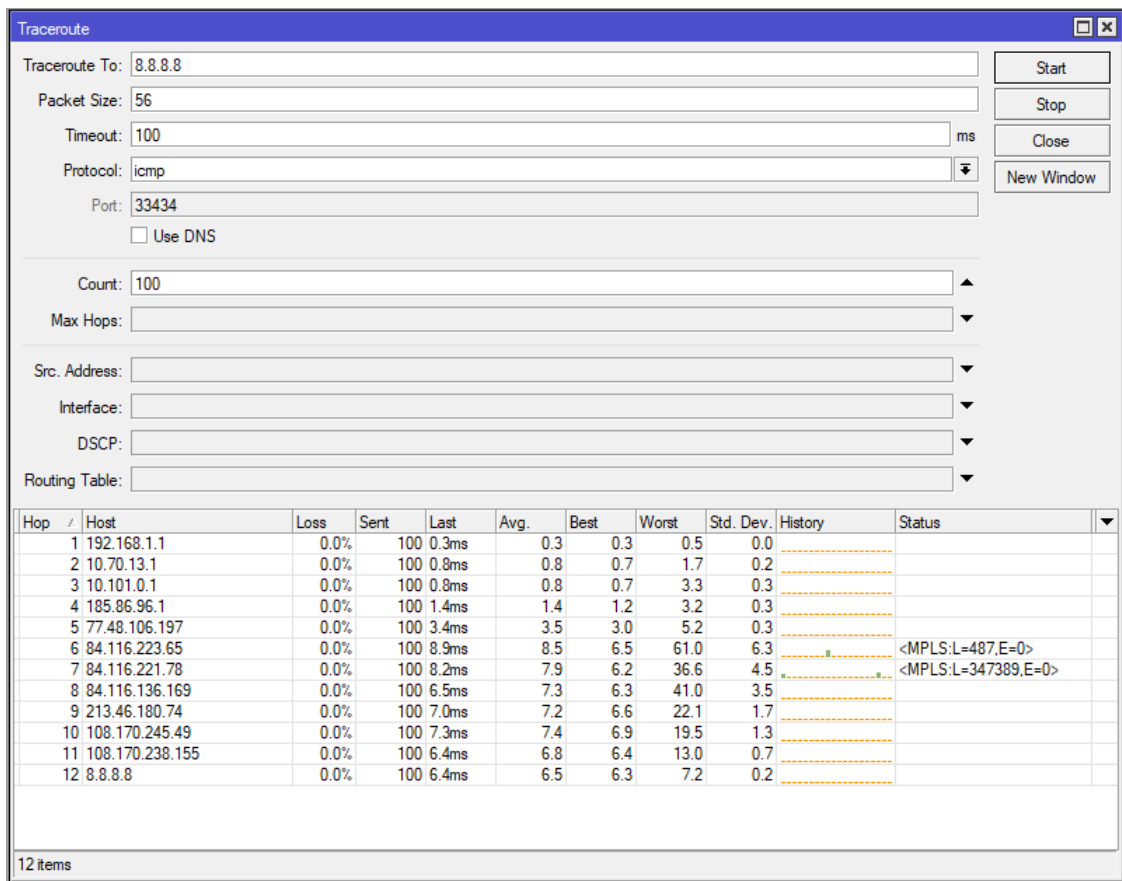 Traceroute
Traceroute To: 8.8.8.8 Start
Packet Size: 56 Stop
Timeout: 100 ms Close
Protocol: icmp New Window
Port: 33434
Use DNS
Count: 100
Max Hops:
Src. Address:
Interface:
DSCP:
Routing Table:
Hop Host Loss Sent Last Avg. Best Worst Std. Dev. History Status
1 192.168.1.1 0.0% 100 0.3ms 0.3 0.3 0.5 0.0
2 10.70.13.1 0.0% 100 0.8ms 0.8 0.7 1.7 0.2
3 10.101.0.1 0.0% 100 0.8ms 0.8 0.7 3.3 0.3
4 185.86.96.1 0.0% 100 1.4ms 1.4 1.2 3.2 0.3
5 77.48.106.197 0.0% 100 3.4ms 3.5 3.0 5.2 0.3
6 84.116.223.65 0.0% 100 8.9ms 8.5 6.5 61.0 6.3 <MPLS:L=487,E=0>
7 84.116.221.78 0.0% 100 8.2ms 7.9 6.2 36.6 4.5 <MPLS:L=347389,E=0>
8 84.116.136.169 0.0% 100 6.5ms 7.3 6.3 41.0 3.5
9 213.46.180.74 0.0% 100 7.0ms 7.2 6.6 22.1 1.7
10 108.170.245.49 0.0% 100 7.3ms 7.4 6.9 19.5 1.3
11 108.170.238.155 0.0% 100 6.4ms 6.8 6.4 13.0 0.7
12 8.8.8.8 0.0% 100 6.4ms 6.5 6.3 7.2 0.2
12 items